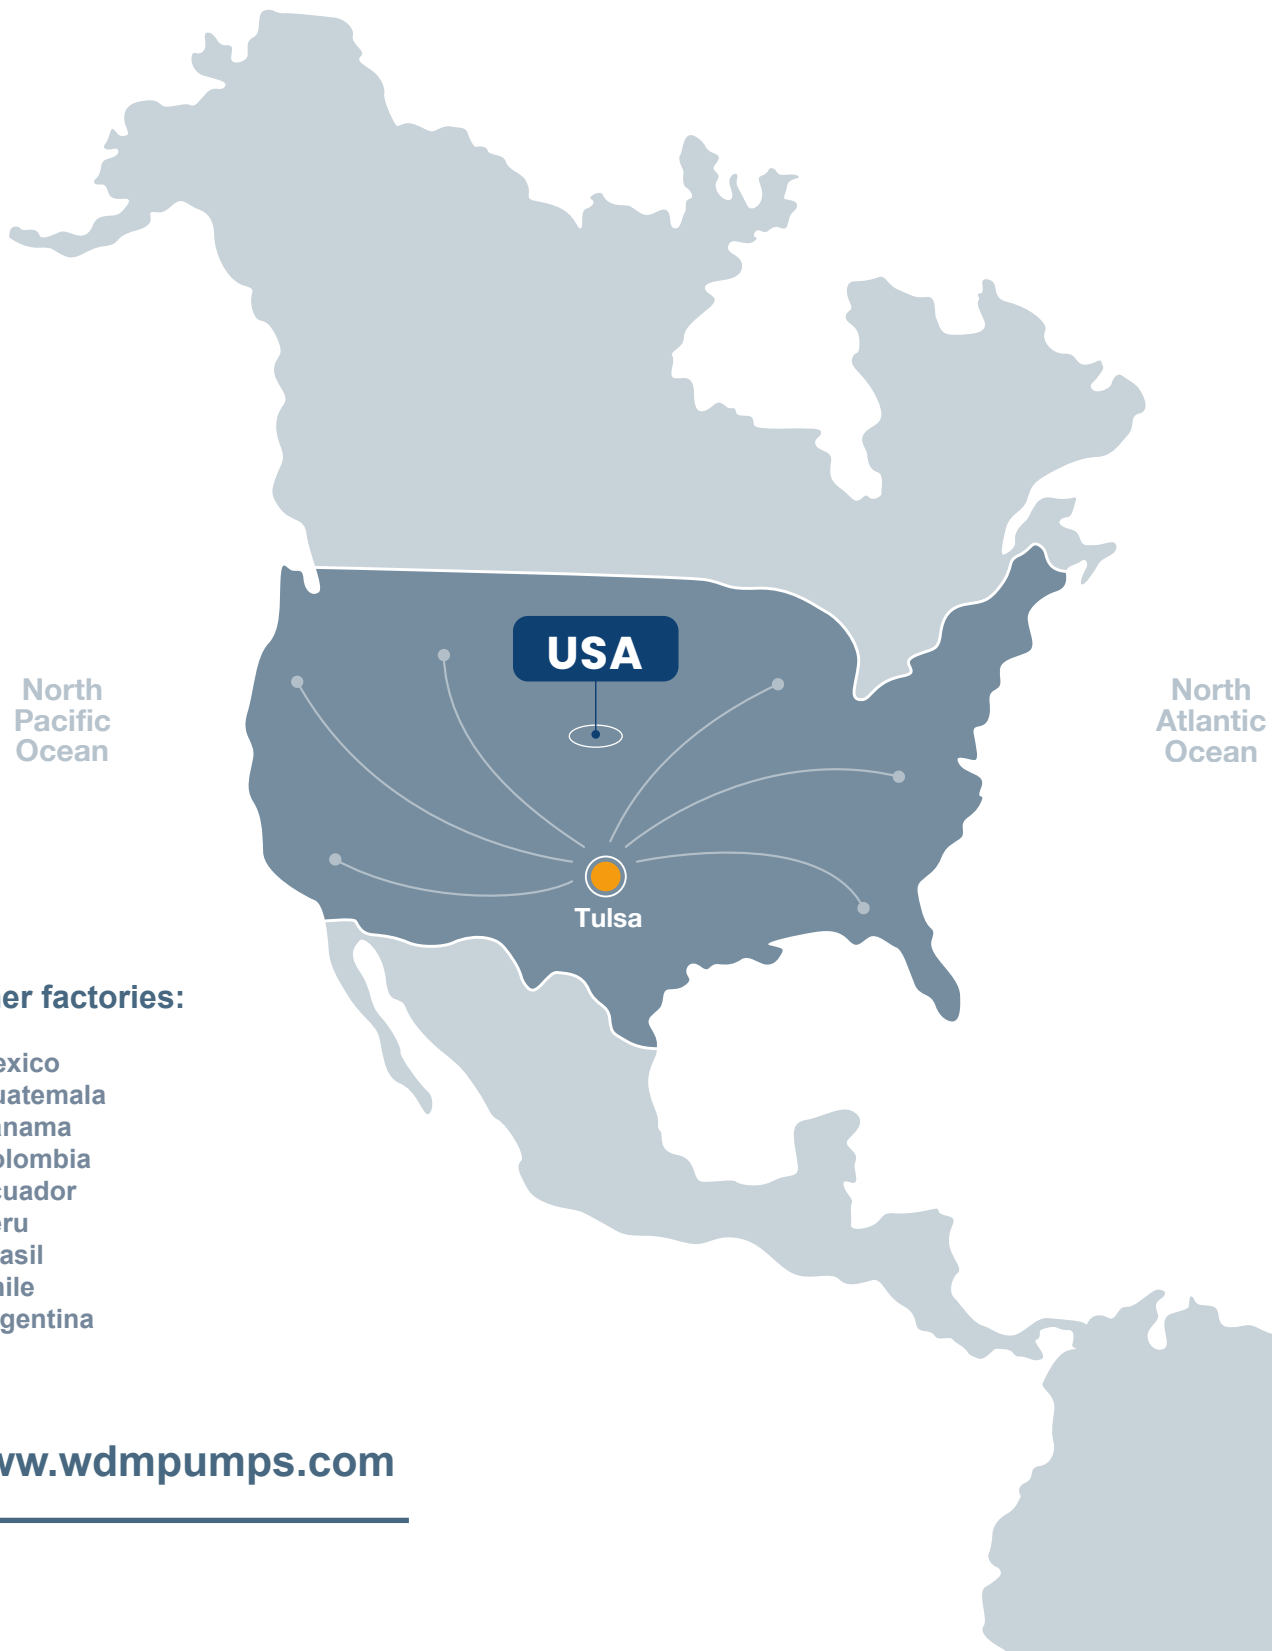 USA
North
Pacific
Ocean
North
Atlantic
Ocean
Tulsa
er factories:
exico
uatemala
anama
olombia
cuador
eru
asil
ile
gentina
w.wdmpumps.com